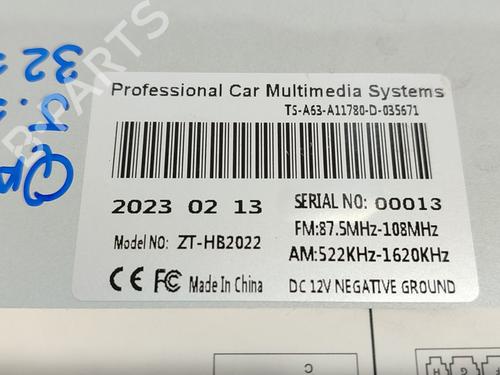 Professional Car Multimedia Systems
TS-A63-A11780-D-035671
2023 02 13
SERIAL NO: 00013
FM:87.5MHz-108MHz
Model NO: ZT-HB2022
AM:522KHz-1620KHz
CE FC Made In China
DC 12V NEGATIVE GROUND
C
H G F
B-Parts